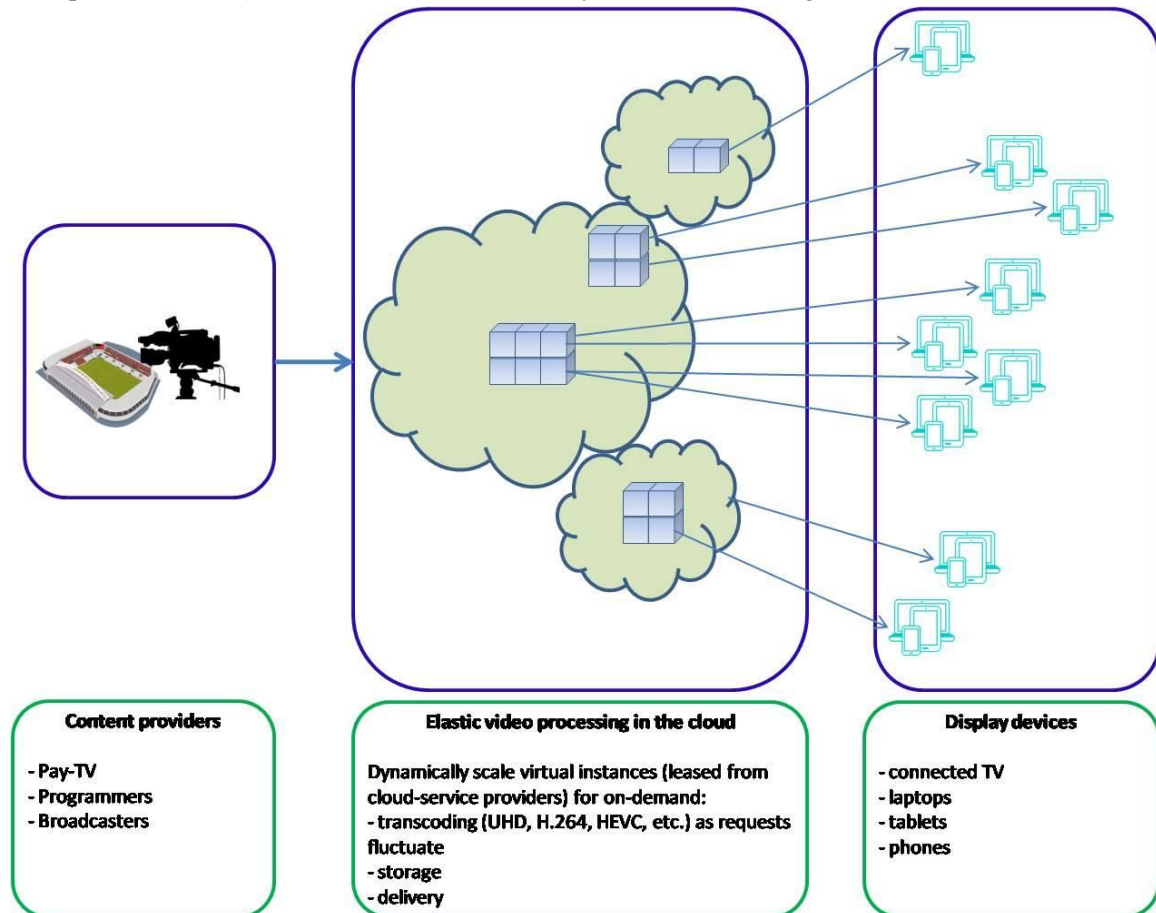 Content providers
- Pay-TV
- Programmers
- Broadcasters
Elastic video processing in the cloud
Dynamically scale virtual instances (leased from
cloud-service providers) for on-demand:
- transcoding (UHD, H.264, HEVC, etc.) as requests
fluctuate
- storage
- delivery
Display devices
- connected TV
- laptops
- tablets
- phones